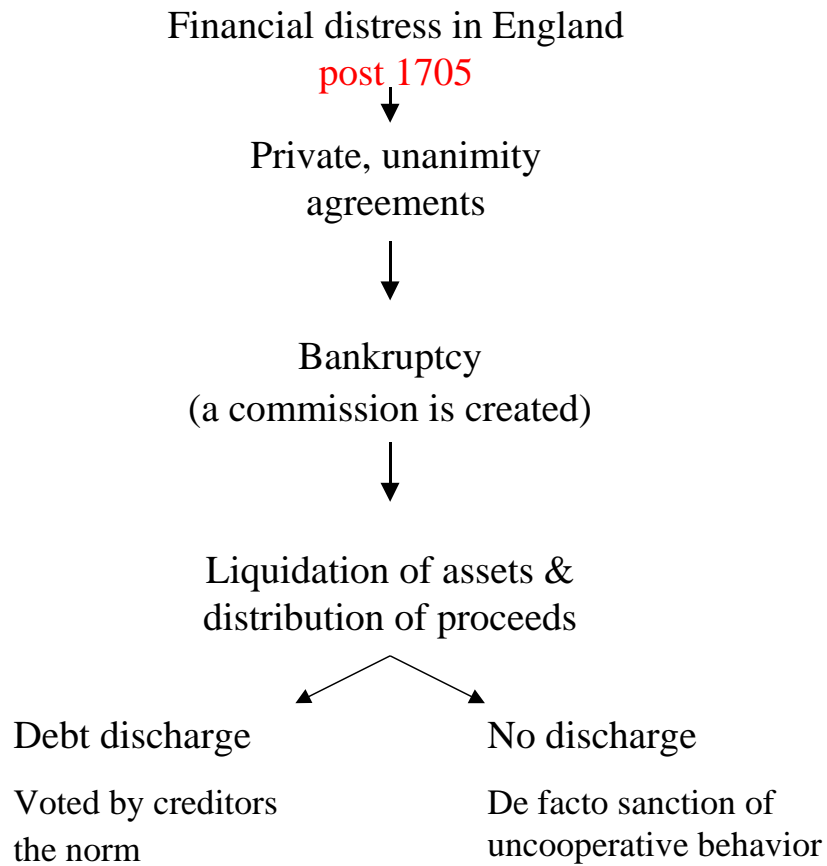 Financial distress in England
post 1705
Private, unanimity
agreements
Bankruptcy
(a commission is created)
Liquidation of assets &
distribution of proceeds
Debt discharge
Voted by creditors
the norm
No discharge
De facto sanction of
uncooperative behavior